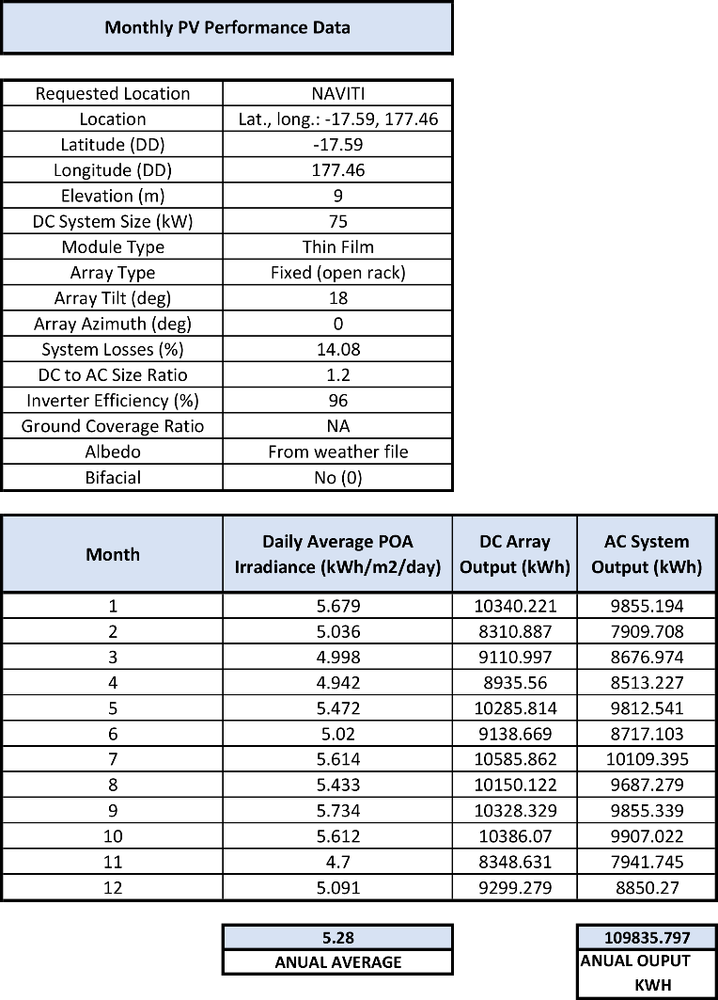 Monthly PV Performance Data
Requested Location NAVITI
Location Lat., long.: -17.59, 177.46
Latitude (DD) -17.59
Longitude (DD) 177.46
Elevation (m) 9
DC System Size (kW) 75
Module Type Thin Film
Array Type Fixed (open rack)
Array Tilt (deg) 18
Array Azimuth (deg) 0
System Losses (%) 14.08
DC to AC Size Ratio 1.2
Inverter Efficiency (%) 96
Ground Coverage Ratio NA
Albedo From weather file
Bifacial No (0)
Month Daily Average POA Irradiance (kWh/m2/day) DC Array Output (kWh) AC System Output (kWh)
1 5.679 10340.221 9855.194
2 5.036 8310.887 7909.708
3 4.998 9110.997 8676.974
4 4.942 8935.56 8513.227
5 5.472 10285.814 9812.541
6 5.02 9138.669 8717.103
7 5.614 10585.862 10109.395
8 5.433 10150.122 9687.279
9 5.734 10328.329 9855.339
10 5.612 10386.07 9907.022
11 4.7 8348.631 7941.745
12 5.091 9299.279 8850.27
5.28 109835.797
ANUAL AVERAGE ANUAL OUPUT
KWH